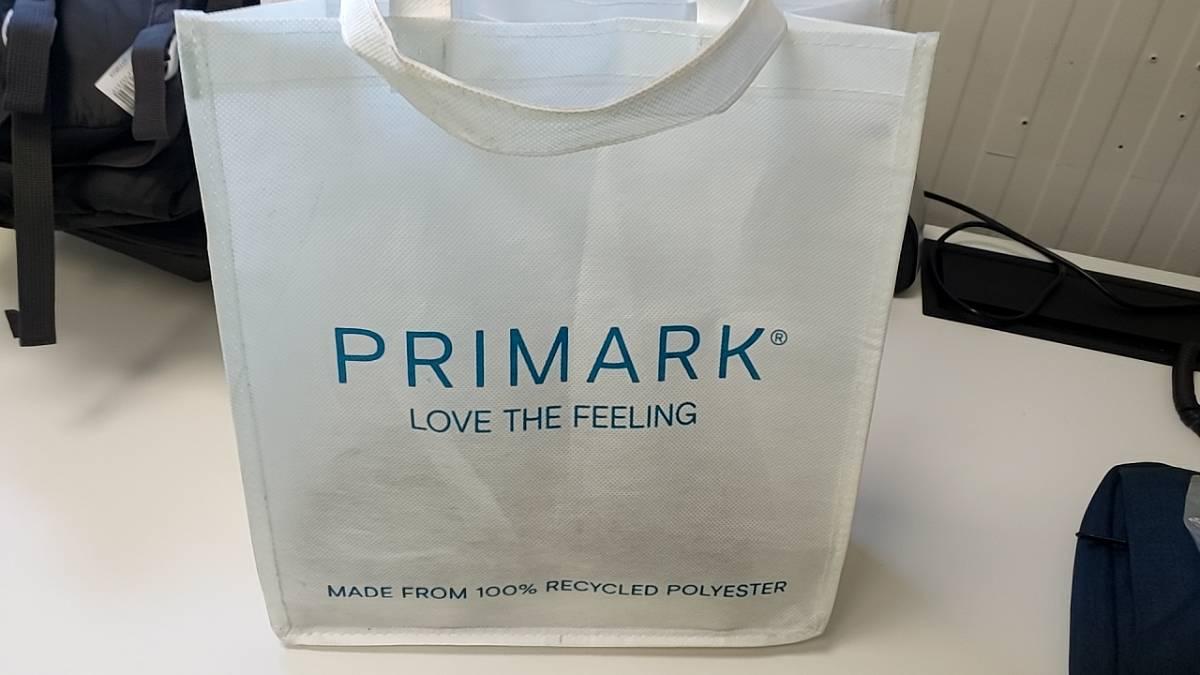 PRIMARK®
LOVE THE FEELING
MADE FROM 100% RECYCLED POLYESTER